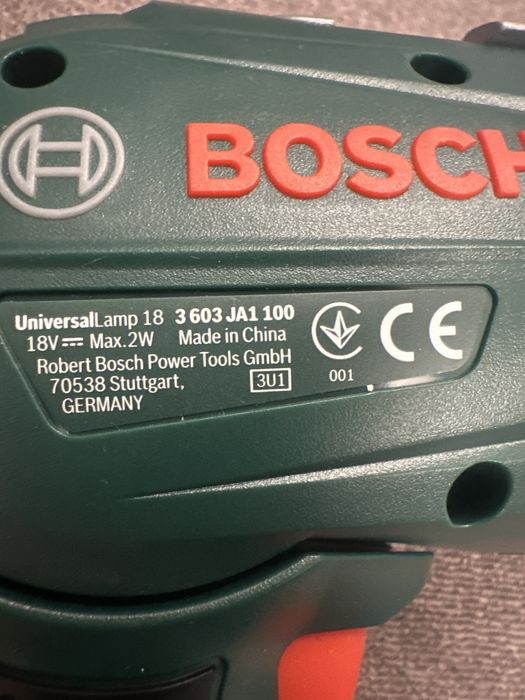 BOSCH
UniversalLamp 18 3 603 JA1 100
18V⎓ Max.2W Made in China
Robert Bosch Power Tools GmbH
70538 Stuttgart, 3U1
GERMANY
001
CE